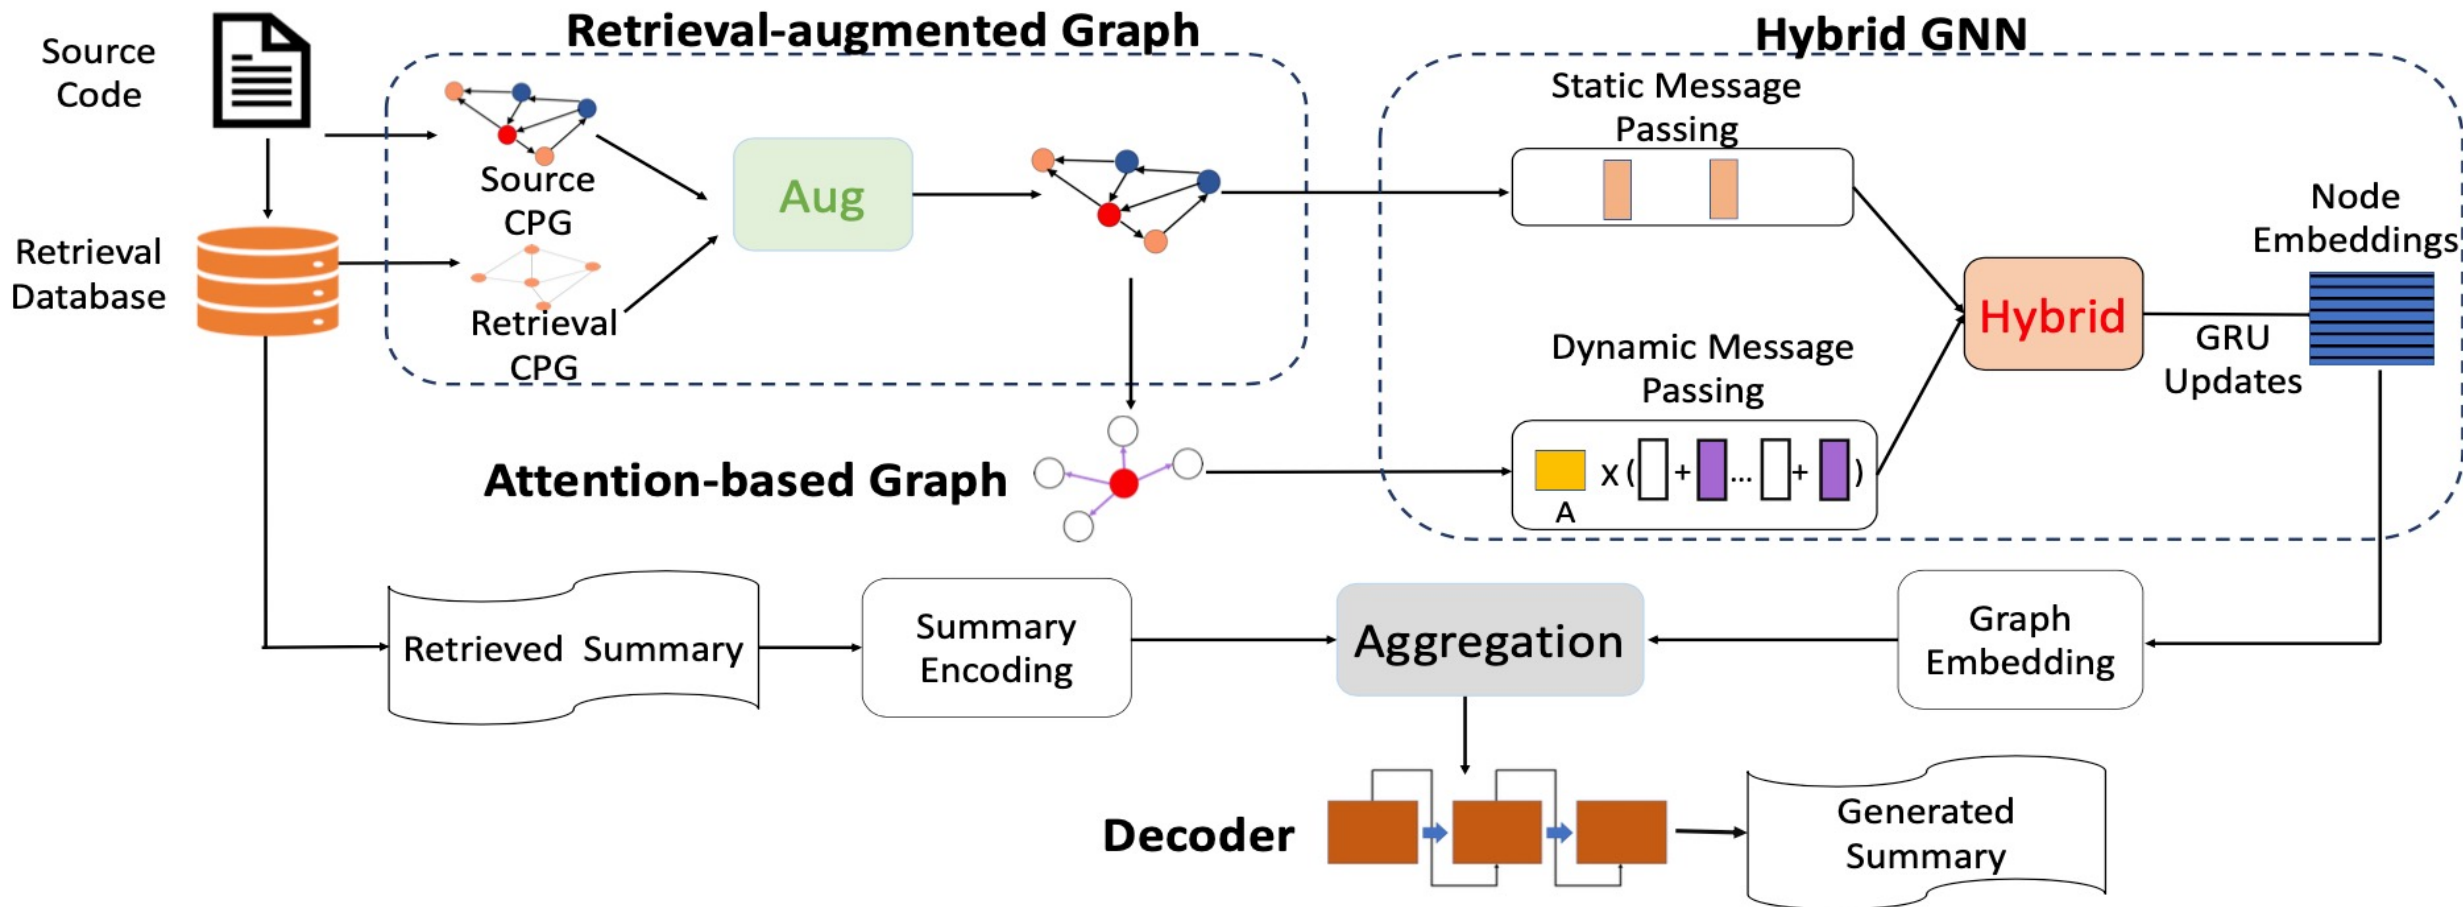 Retrieval-augmented Graph
Hybrid GNN
Source
Code
Static Message
Passing
Source
CPG
Aug
Node
Embeddings
Retrieval
Database
Retrieval
CPG
Hybrid
GRU
Updates
Dynamic Message
Passing
Attention-based Graph
X ( + ... + )
A
Retrieved Summary
Summary
Encoding
Aggregation
Graph
Embedding
Decoder
Generated
Summary